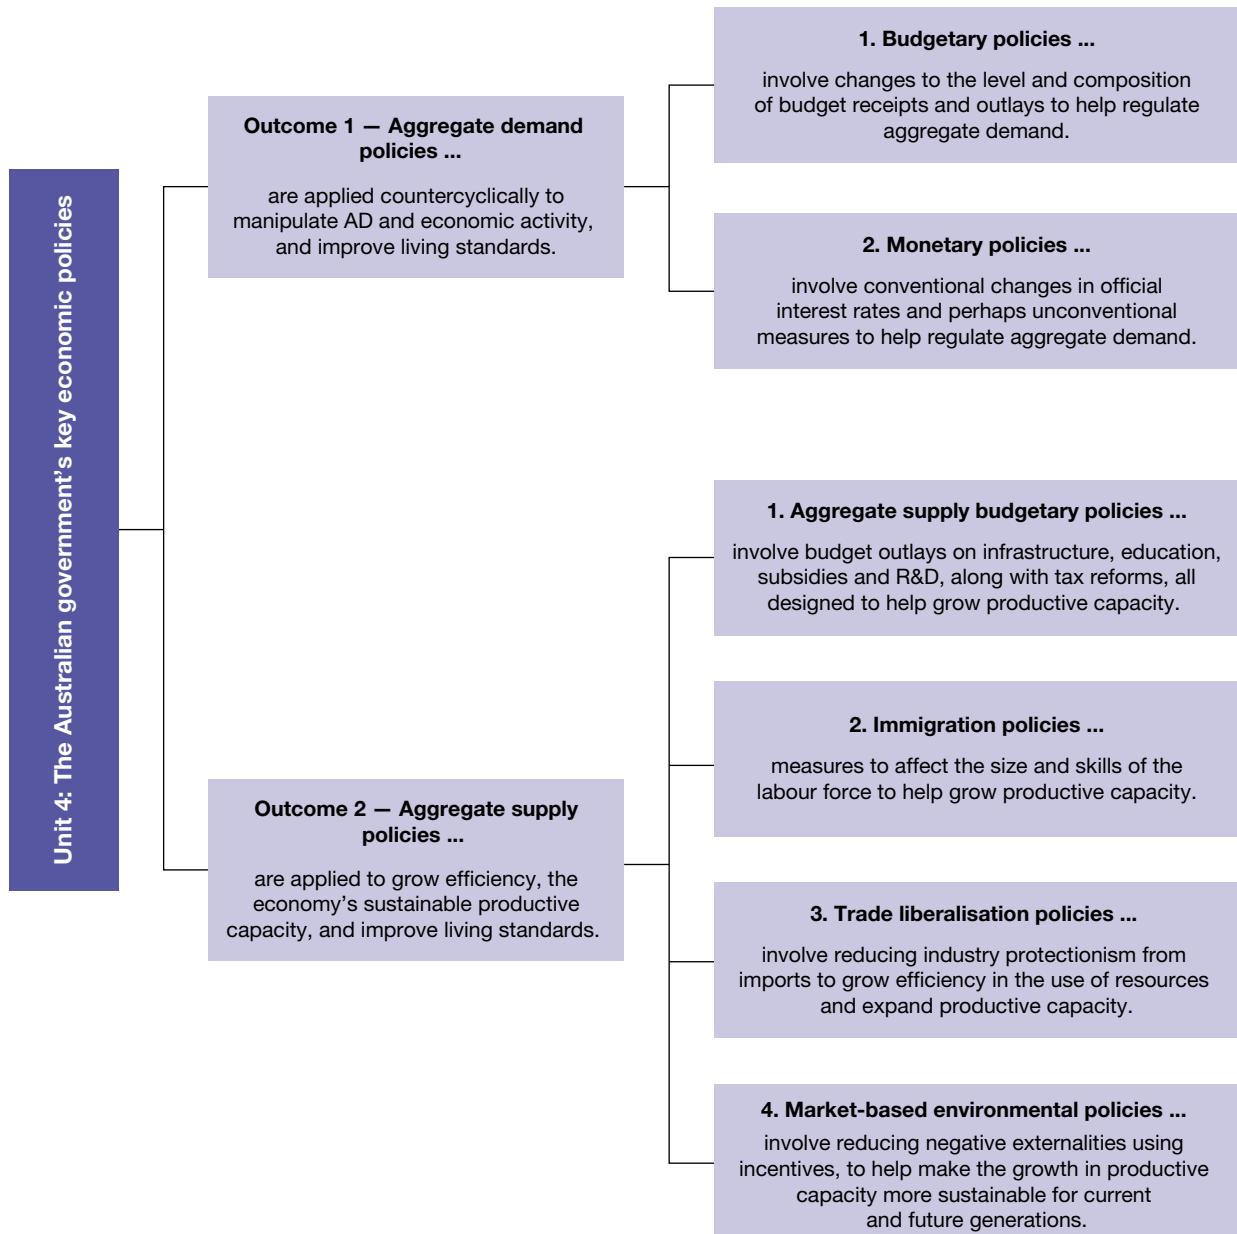 Unit 4: The Australian government's key economic policies
Outcome 1 — Aggregate demand
policies ...
are applied countercyclically to
manipulate AD and economic activity,
and improve living standards.
1. Budgetary policies ...
involve changes to the level and composition
of budget receipts and outlays to help regulate
aggregate demand.
2. Monetary policies ...
involve conventional changes in official
interest rates and perhaps unconventional
measures to help regulate aggregate demand.
Outcome 2 — Aggregate supply
policies ...
are applied to grow efficiency, the
economy's sustainable productive
capacity, and improve living standards.
1. Aggregate supply budgetary policies ...
involve budget outlays on infrastructure, education,
subsidies and R&D, along with tax reforms, all
designed to help grow productive capacity.
2. Immigration policies ...
measures to affect the size and skills of the
labour force to help grow productive capacity.
3. Trade liberalisation policies ...
involve reducing industry protectionism from
imports to grow efficiency in the use of resources
and expand productive capacity.
4. Market-based environmental policies ...
involve reducing negative externalities using
incentives, to help make the growth in productive
capacity more sustainable for current
and future generations.